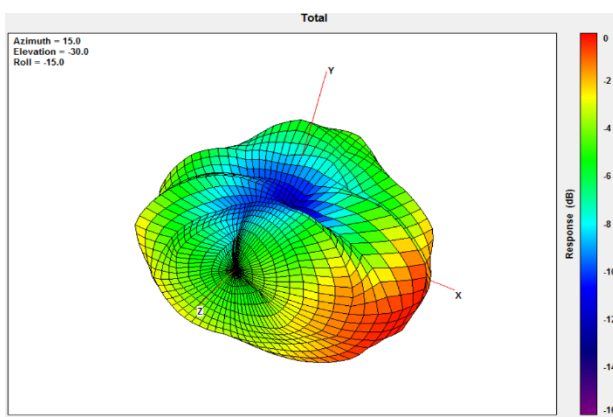 Total
Azimuth = 15.0
Elevation = -30.0
Roll = -15.0
Y
X
Z
0
-2
-4
-6
-8
-10
-12
-14
-16
Response (dB)